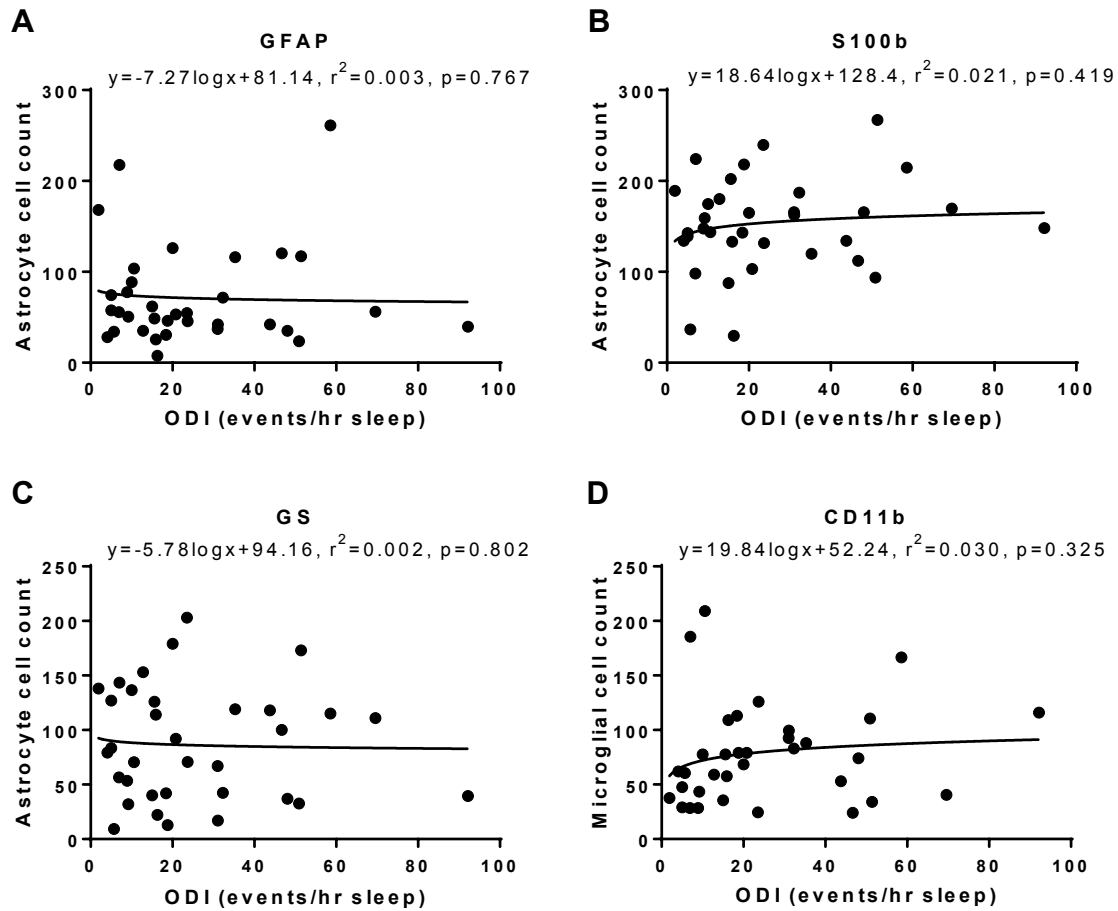 A
GFAP
y=-7.27logx+81.14, r²=0.003, p=0.767
300
200
100
0
Astrocyte cell count
0 20 40 60 80 100
ODI (events/hr sleep)
B
S100b
y=18.64logx+128.4, r²=0.021, p=0.419
300
200
100
0
Astrocyte cell count
0 20 40 60 80 100
ODI (events/hr sleep)
C
GS
y=-5.78logx+94.16, r²=0.002, p=0.802
250
200
150
100
50
0
Astrocyte cell count
0 20 40 60 80 100
ODI (events/hr sleep)
D
CD11b
y=19.84logx+52.24, r²=0.030, p=0.325
250
200
150
100
50
0
Microglial cell count
0 20 40 60 80 100
ODI (events/hr sleep)